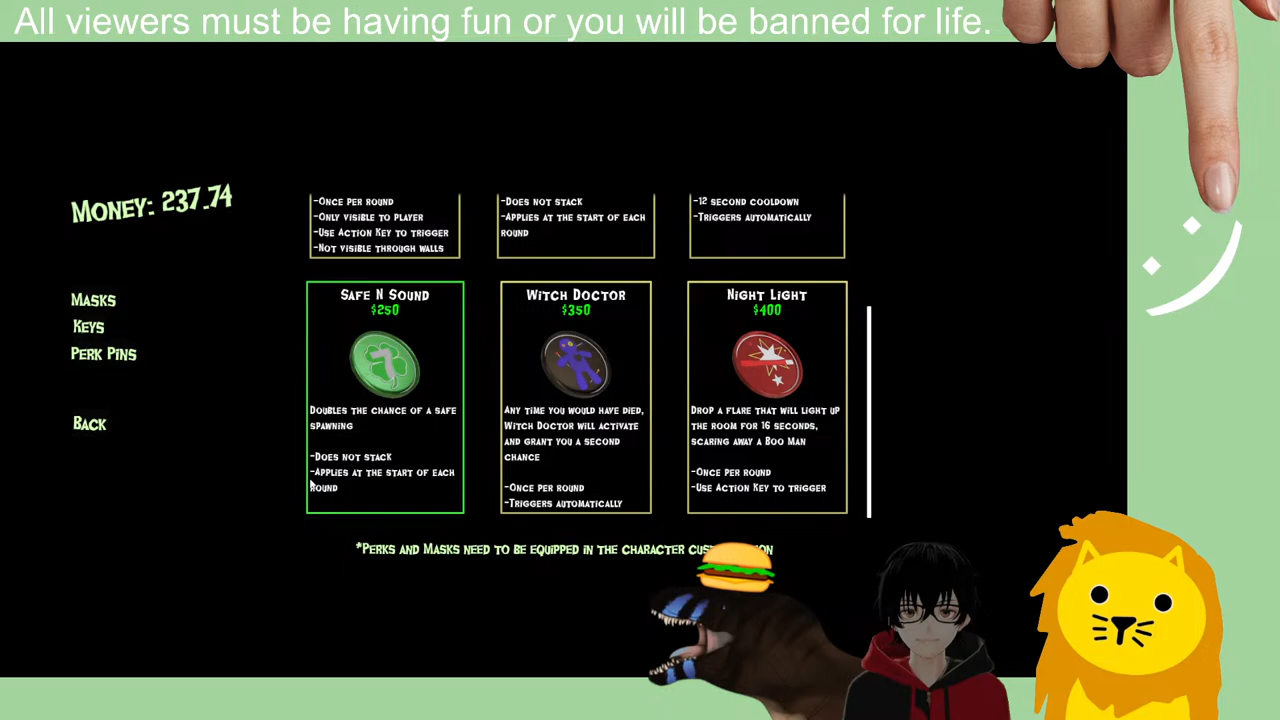 All viewers must be having fun or you will be banned for life.
Money: 237.74
Masks
Keys
Perk Pins
Back
-Once per round
-Only visible to player
-Use Action Key to trigger
-Not visible through walls
-Does not stack
-Applies at the start of each
round
-12 second cooldown
-Triggers automatically
Safe N Sound
$250
7
Doubles the chance of a safe
spawning
-Does not stack
-Applies at the start of each
round
Witch Doctor
$350
Any time you would have died,
Witch Doctor will activate
and grant you a second
chance
-Once per round
-Triggers automatically
Night Light
$400
Drop a flare that will light up
the room for 16 seconds,
scaring away a Boo Man
-Once per round
-Use Action Key to trigger
*Perks and Masks need to be equipped in the character